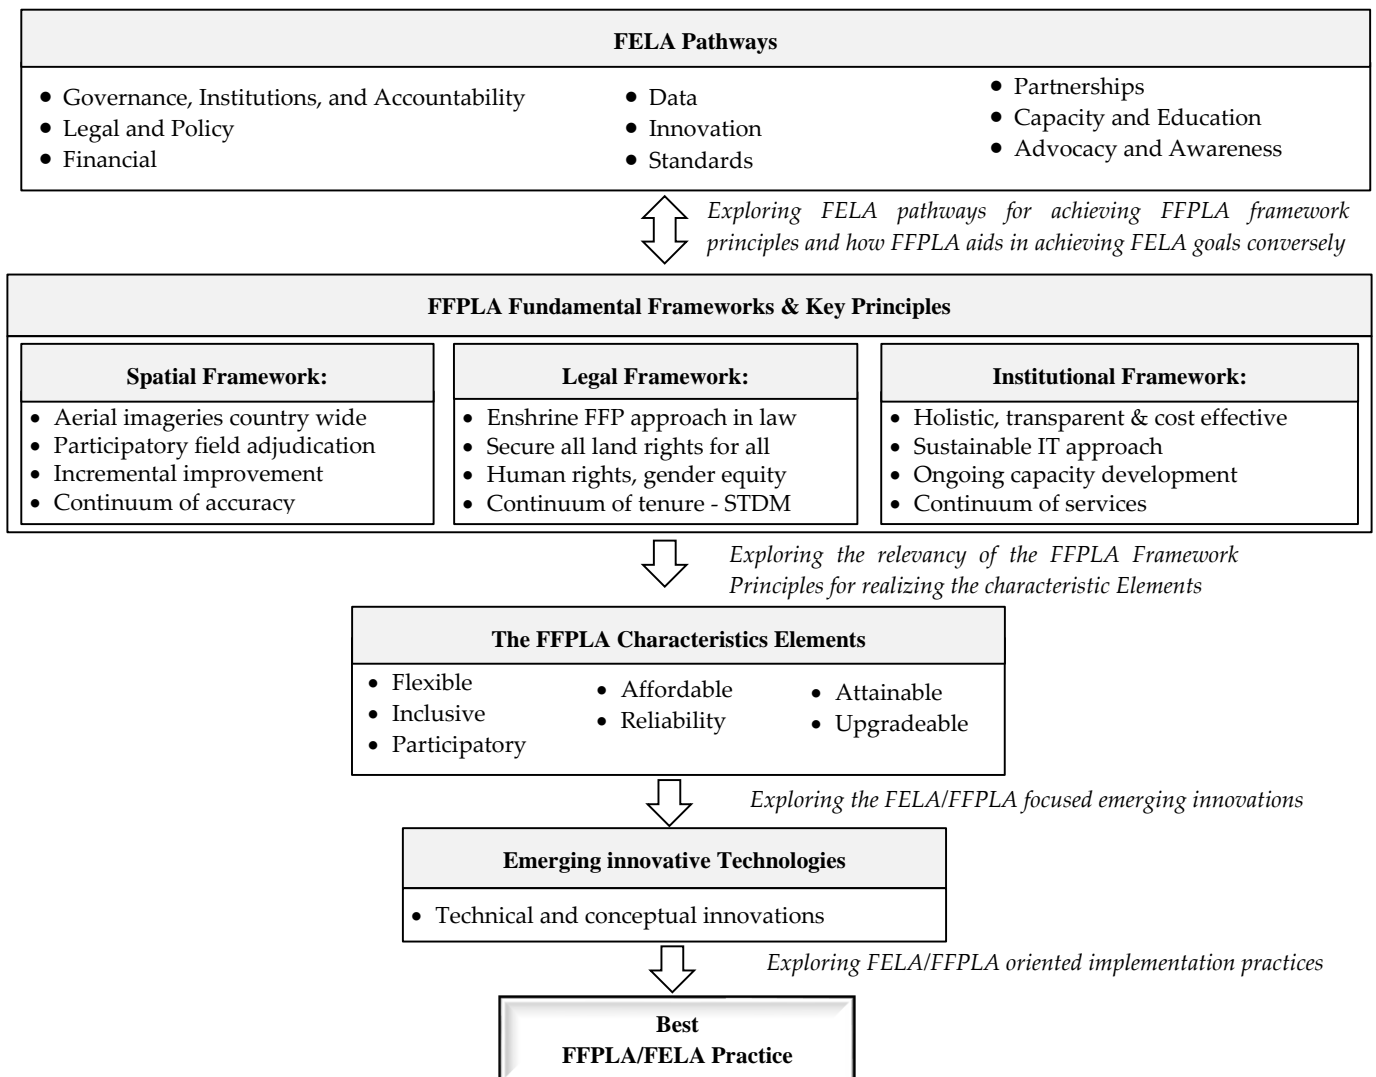 FELA Pathways
• Governance, Institutions, and Accountability
• Legal and Policy
• Financial
• Data
• Innovation
• Standards
• Partnerships
• Capacity and Education
• Advocacy and Awareness
Exploring FELA pathways for achieving FFPLA framework
principles and how FFPLA aids in achieving FELA goals conversely
FFPLA Fundamental Frameworks & Key Principles
Spatial Framework:
• Aerial imageries country wide
• Participatory field adjudication
• Incremental improvement
• Continuum of accuracy
Legal Framework:
• Enshrine FFP approach in law
• Secure all land rights for all
• Human rights, gender equity
• Continuum of tenure - STDM
Institutional Framework:
• Holistic, transparent & cost effective
• Sustainable IT approach
• Ongoing capacity development
• Continuum of services
Exploring the relevancy of the FFPLA Framework
Principles for realizing the characteristic Elements
The FFPLA Characteristics Elements
• Flexible
• Inclusive
• Participatory
• Affordable
• Reliability
• Attainable
• Upgradeable
Exploring the FELA/FFPLA focused emerging innovations
Emerging innovative Technologies
• Technical and conceptual innovations
Exploring FELA/FFPLA oriented implementation practices
Best
FFPLA/FELA Practice